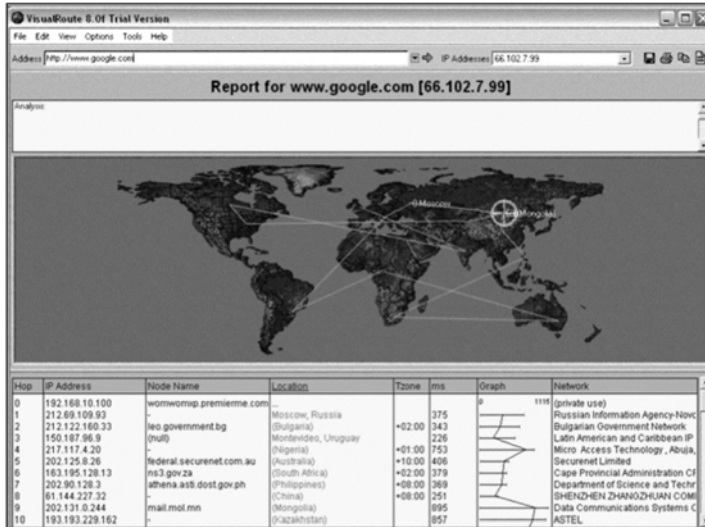 VisualRoute 8.0f Trial Version
File Edit View Options Tools Help
Address http://www.google.com IP Addresses 66.102.7.99
Report for www.google.com [66.102.7.99]
Analysis:
Moscow
Mongolia
Hop IP Address Node Name Location Tzone ms Graph Network
0 192.168.10.100 womwomxp.premierme.com ... 0 1115 (private use)
1 212.69.109.93 - Moscow, Russia 375 Russian Information Agency-Novo
2 212.122.160.33 leo.government.bg (Bulgaria) +02:00 343 Bulgarian Government Network
3 150.187.96.9 (null) Montevideo, Uruguay 226 Latin American and Caribbean IP
4 217.117.4.20 - (Nigeria) +01:00 753 Micro Access Technology, Abuja,
5 202.125.8.26 federal.securenet.com.au (Australia) +10:00 406 Securenet Limited
6 163.195.128.13 ns3.gov.za (South Africa) +02:00 379 Cape Provincial Administration
7 202.90.128.3 athena.asti.dost.gov.ph (Philippines) +08:00 369 Department of Science and Techn
8 61.144.227.32 - (China) +08:00 251 SHENZHEN ZHANGZHUAN COM
9 202.131.0.244 mail.mol.mn (Mongolia) 895 Data Communications Systems C
10 193.193.229.162 - (Kazakhstan) 857 ASTEL